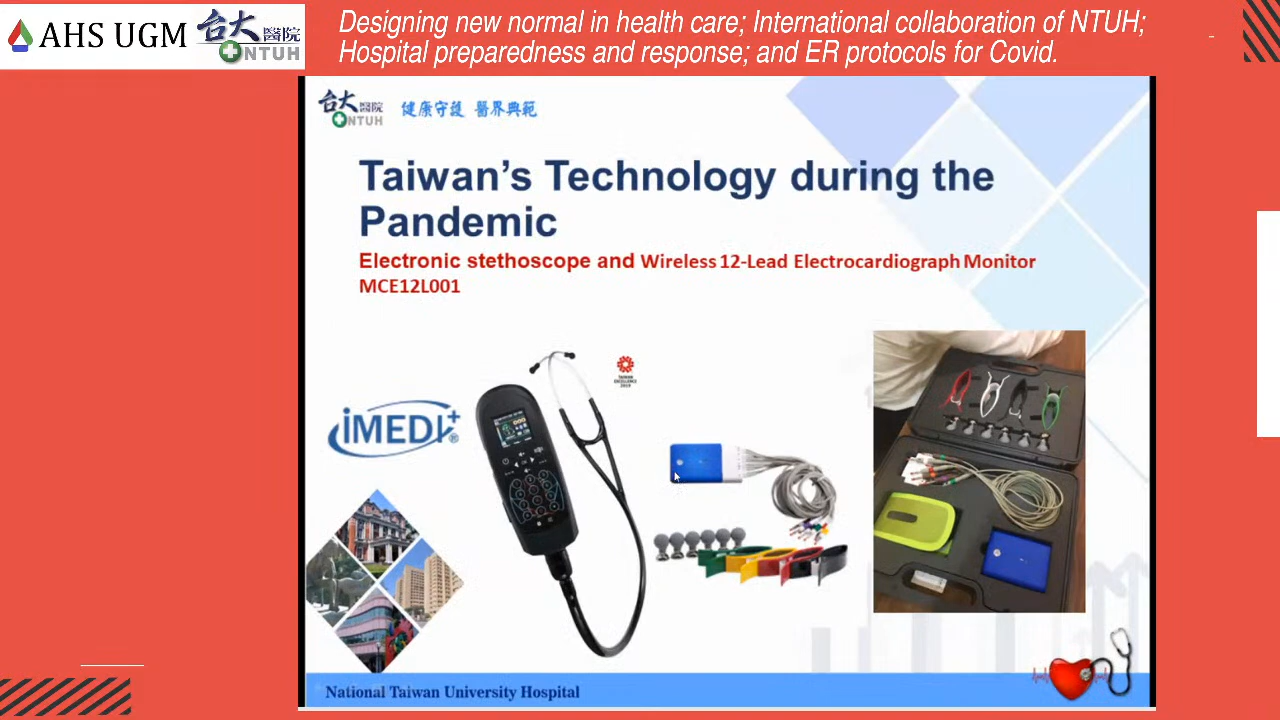 AHS UGM
台大醫院
NTUH
Designing new normal in health care; International collaboration of NTUH;
Hospital preparedness and response; and ER protocols for Covid.
台大醫院
NTUH
健康守護 醫界典範
Taiwan's Technology during the
Pandemic
Electronic stethoscope and Wireless 12-Lead Electrocardiograph Monitor
MCE12L001
iMEDi+®
TAIWAN
EXCELLENCE
2019
National Taiwan University Hospital